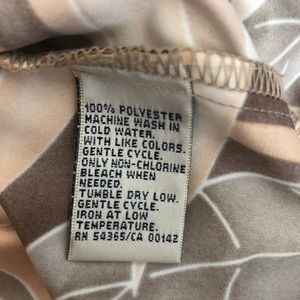 100% POLYESTER
MACHINE WASH IN
COLD WATER.
WITH LIKE COLORS.
GENTLE CYCLE.
ONLY NON-CHLORINE
BLEACH WHEN
NEEDED.
TUMBLE DRY LOW.
GENTLE CYCLE.
IRON AT LOW
TEMPERATURE.
RN 54365/CA 00142